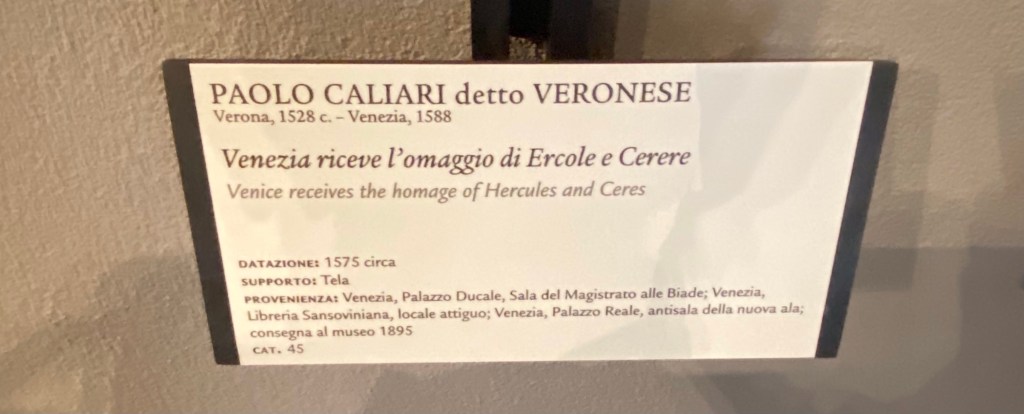 PAOLO CALIARI detto VERONESE
Verona, 1528 c. – Venezia, 1588
Venezia riceve l'omaggio di Ercole e Cerere
Venice receives the homage of Hercules and Ceres
DATAZIONE: 1575 circa
SUPPORTO: Tela
PROVENIENZA: Venezia, Palazzo Ducale, Sala del Magistrato alle Biade; Venezia,
Libreria Sansoviniana, locale attiguo; Venezia, Palazzo Reale, antisala della nuova ala;
consegna al museo 1895
CAT. 45